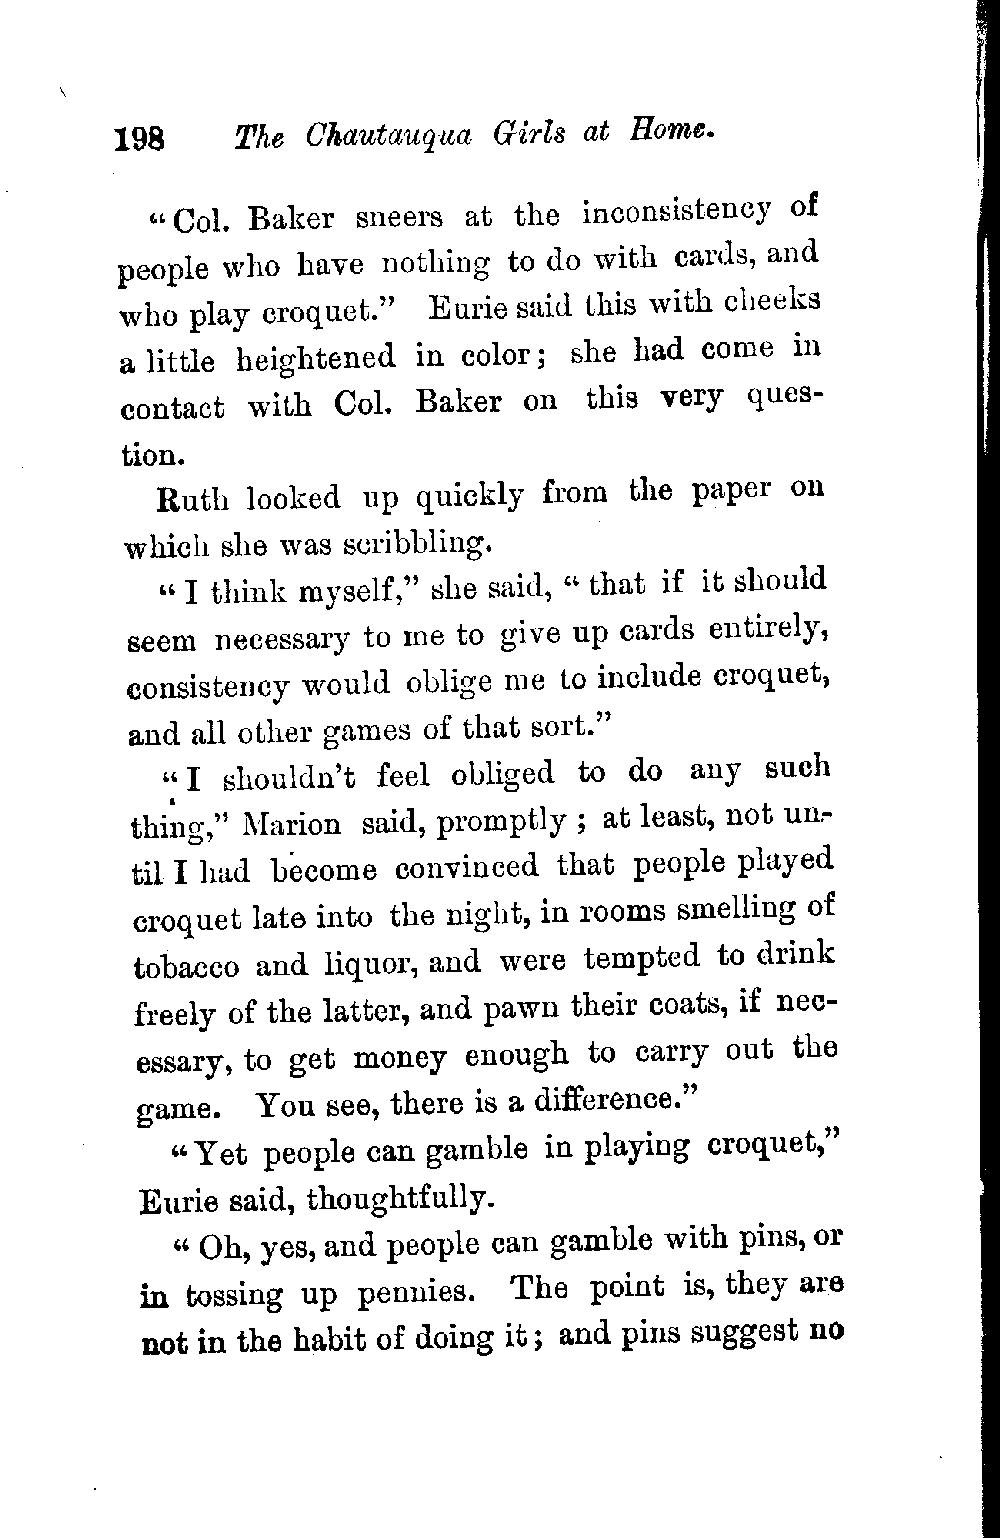 198 The Chautauqua Girls at Home.
“Col. Baker sneers at the inconsistency of
people who have nothing to do with cards, and
who play croquet.” Eurie said this with cheeks
a little heightened in color; she had come in
contact with Col. Baker on this very ques-
tion.
Ruth looked up quickly from the paper on
which she was scribbling.
“I think myself,” she said, “that if it should
seem necessary to me to give up cards entirely,
consistency would oblige me to include croquet,
and all other games of that sort.”
“I shouldn’t feel obliged to do any such
thing,” Marion said, promptly; at least, not un-
til I had become convinced that people played
croquet late into the night, in rooms smelling of
tobacco and liquor, and were tempted to drink
freely of the latter, and pawn their coats, if nec-
essary, to get money enough to carry out the
game. You see, there is a difference.”
“Yet people can gamble in playing croquet,”
Eurie said, thoughtfully.
“Oh, yes, and people can gamble with pins, or
in tossing up pennies. The point is, they are
not in the habit of doing it; and pins suggest no